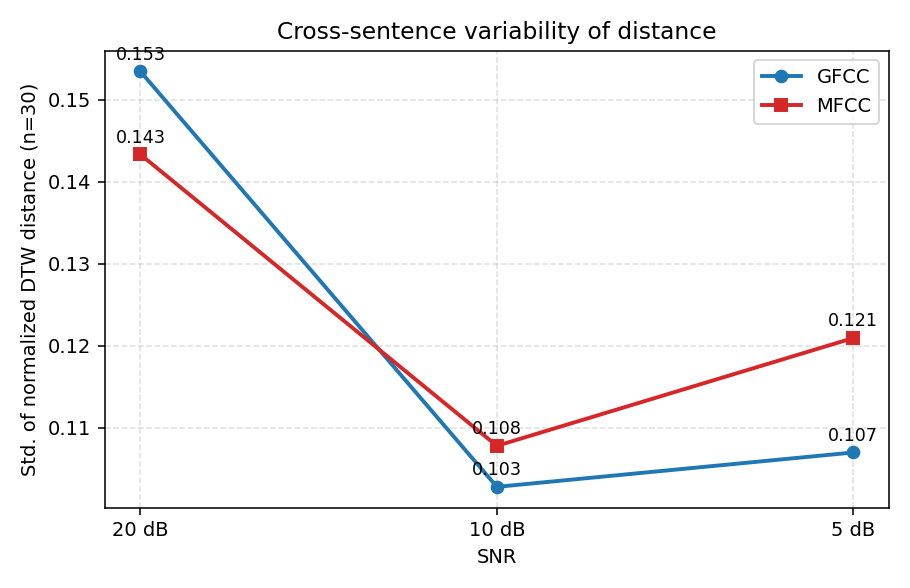 Cross-sentence variability of distance
Std. of normalized DTW distance (n=30)
0.15
0.14
0.13
0.12
0.11
0.153
0.143
0.108
0.103
0.121
0.107
GFCC
MFCC
20 dB
10 dB
5 dB
SNR